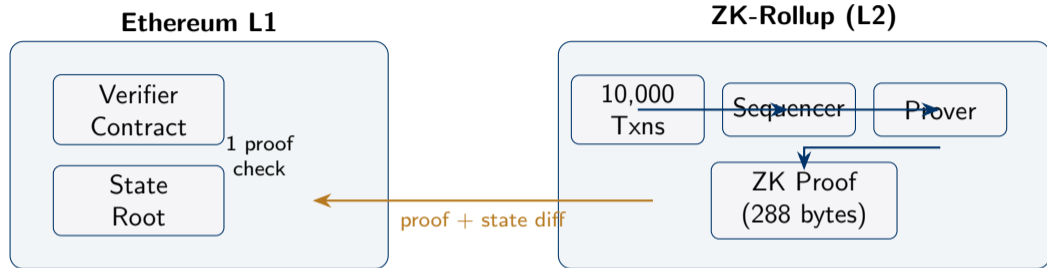 Ethereum L1
Verifier
Contract
1 proof
check
State
Root
proof + state diff
ZK-Rollup (L2)
10,000
Txns
Sequencer
Prover
ZK Proof
(288 bytes)